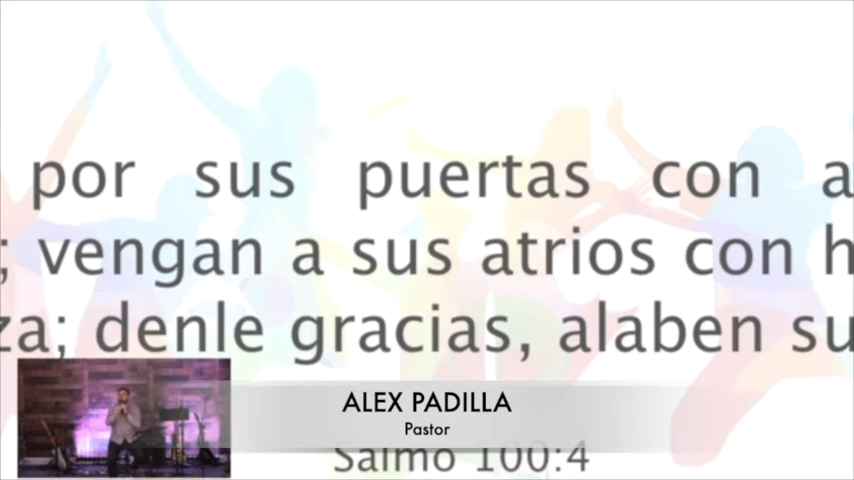 por sus puertas con a
; vengan a sus atrios con h
za; denle gracias, alaben su
ALEX PADILLA
Pastor
Salmo 100:4